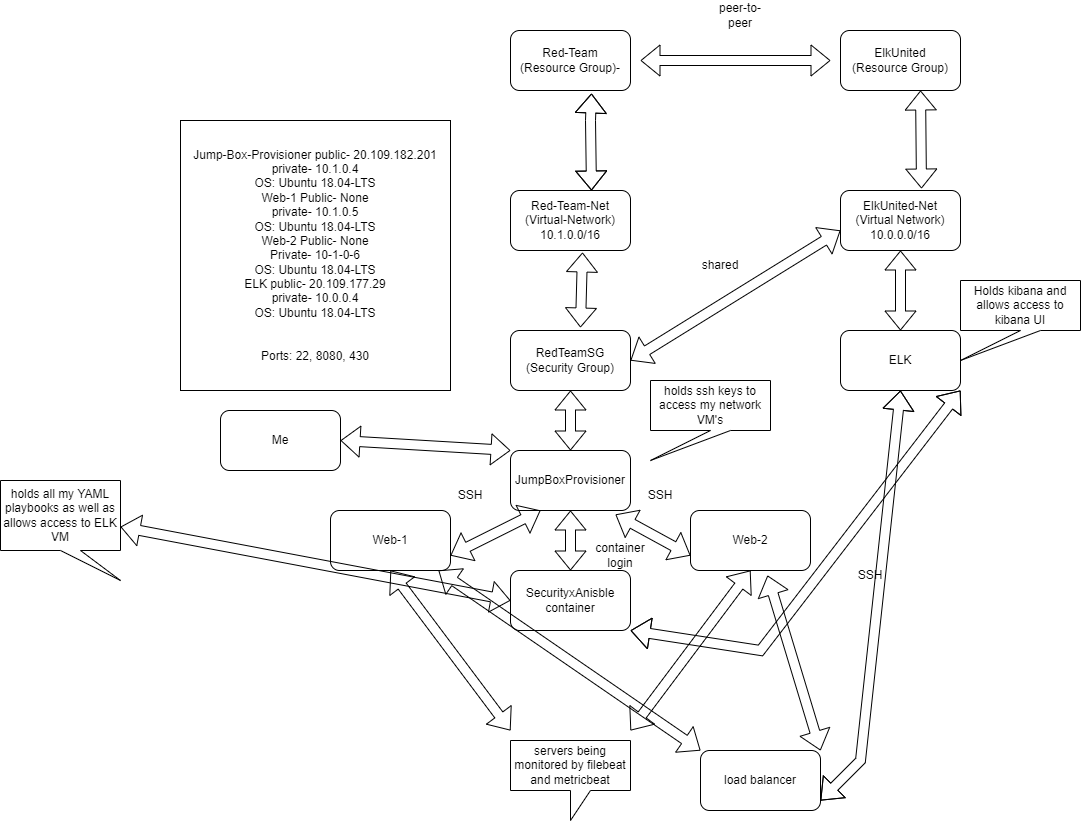 peer-to-
peer
Red-Team
(Resource Group)-
ElkUnited
(Resource Group)
Jump-Box-Provisioner public- 20.109.182.201
private- 10.1.0.4
OS: Ubuntu 18.04-LTS
Web-1 Public- None
private- 10.1.0.5
OS: Ubuntu 18.04-LTS
Web-2 Public- None
Private- 10-1-0-6
OS: Ubuntu 18.04-LTS
ELK public- 20.109.177.29
private- 10.0.0.4
OS: Ubuntu 18.04-LTS
Ports: 22, 8080, 430
Red-Team-Net
(Virtual-Network)
10.1.0.0/16
ElkUnited-Net
(Virtual Network)
10.0.0.0/16
shared
Holds kibana and
allows access to
kibana UI
RedTeamSG
(Security Group)
ELK
holds ssh keys to
access my network
VM's
Me
JumpBoxProvisioner
holds all my YAML
playbooks as well as
allows access to ELK
VM
SSH
SSH
Web-1
container
login
Web-2
SSH
SecurityxAnisble
container
servers being
monitored by filebeat
and metricbeat
load balancer